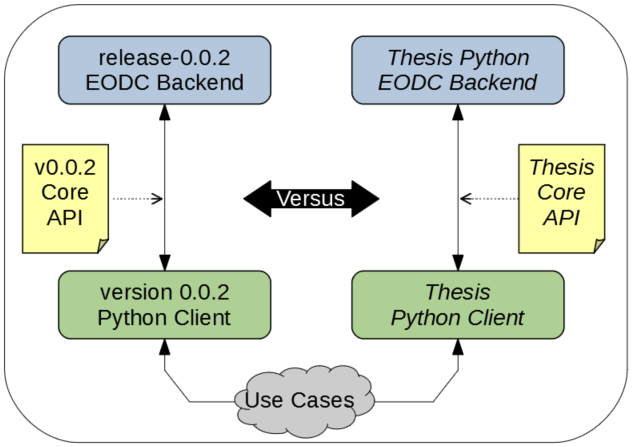 release-0.0.2
EODC Backend
Thesis Python
EODC Backend
v0.0.2
Core
API
Versus
Thesis
Core
API
version 0.0.2
Python Client
Thesis
Python Client
Use Cases